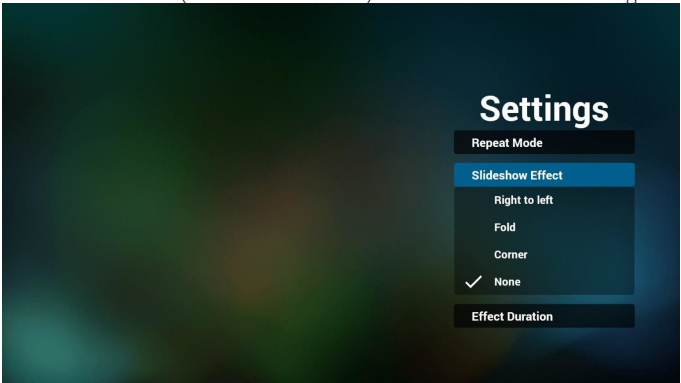 Settings
Repeat Mode
Slideshow Effect
Right to left
Fold
Corner
None
Effect Duration